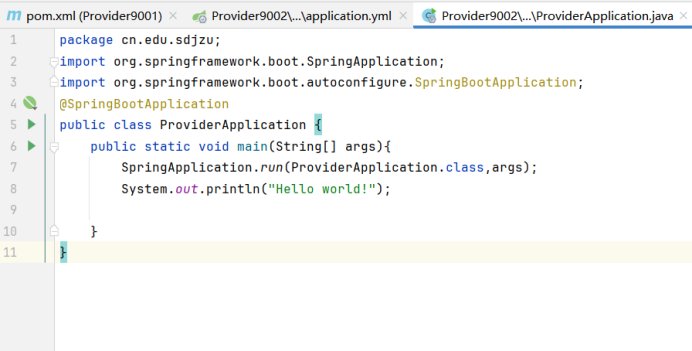 pom.xml (Provider9001) Provider9002\...\application.yml Provider9002\...\ProviderApplication.java
1 package cn.edu.sdjzu;
2 import org.springframework.boot.SpringApplication;
3 import org.springframework.boot.autoconfigure.SpringBootApplication;
4 @SpringBootApplication
5 public class ProviderApplication {
6     public static void main(String[] args){
7         SpringApplication.run(ProviderApplication.class,args);
8         System.out.println("Hello world!");
9
10     }
11 }